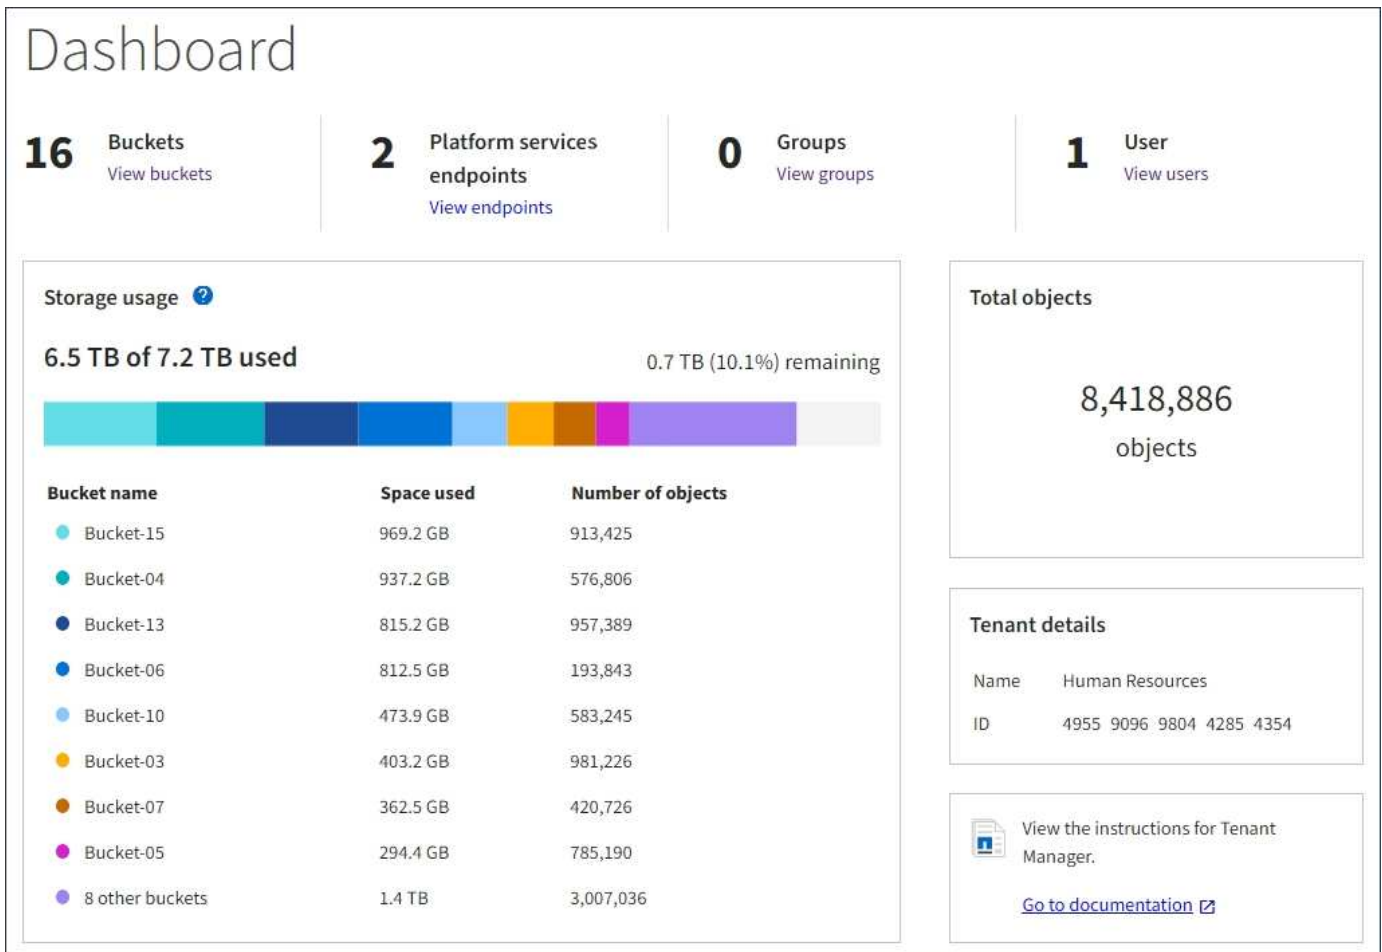 Dashboard
16 Buckets
View buckets
2 Platform services
endpoints
View endpoints
0 Groups
View groups
1 User
View users
Storage usage ?
6.5 TB of 7.2 TB used
0.7 TB (10.1%) remaining
Bucket name Space used Number of objects
Bucket-15 969.2 GB 913,425
Bucket-04 937.2 GB 576,806
Bucket-13 815.2 GB 957,389
Bucket-06 812.5 GB 193,843
Bucket-10 473.9 GB 583,245
Bucket-03 403.2 GB 981,226
Bucket-07 362.5 GB 420,726
Bucket-05 294.4 GB 785,190
8 other buckets 1.4 TB 3,007,036
Total objects
8,418,886
objects
Tenant details
Name Human Resources
ID 4955 9096 9804 4285 4354
View the instructions for Tenant
Manager.
Go to documentation